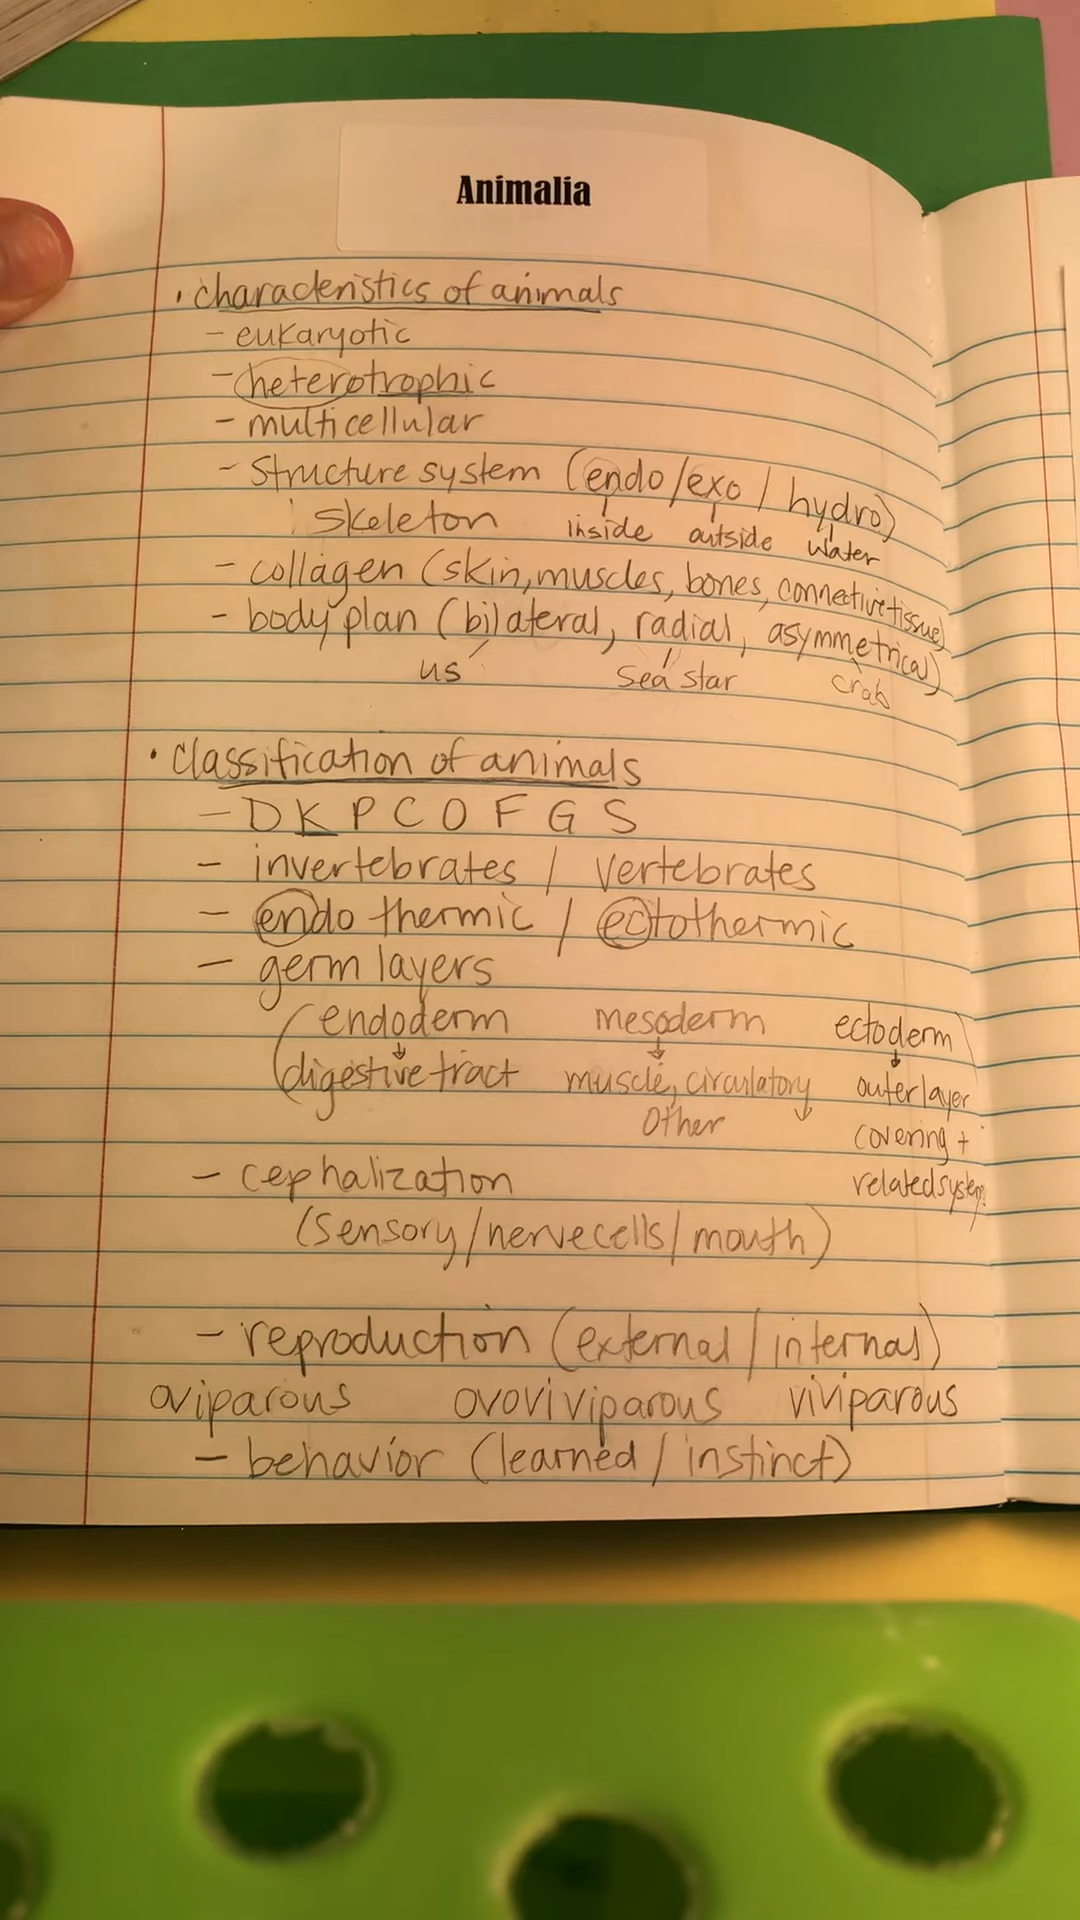 Animalia
• characteristics of animals
- eukaryotic
- heterotrophic
- multicellular
- Structure system (endo/exo / hydro)
skeleton inside outside water
- collagen (skin, muscles, bones, connective tissue)
- body plan (bilateral, radial, asymmetrical)
us sea star crab
• classification of animals
- D K P C O F G S
- invertebrates / vertebrates
- endo thermic / ectothermic
- germ layers
(endoderm mesoderm ectoderm)
(digestive tract muscle, circulatory outer layer
other covering +
- cephalization related systems
(sensory/nerve cells/mouth)
- reproduction (external / internal)
oviparous ovoviviparous viviparous
- behavior (learned / instinct)